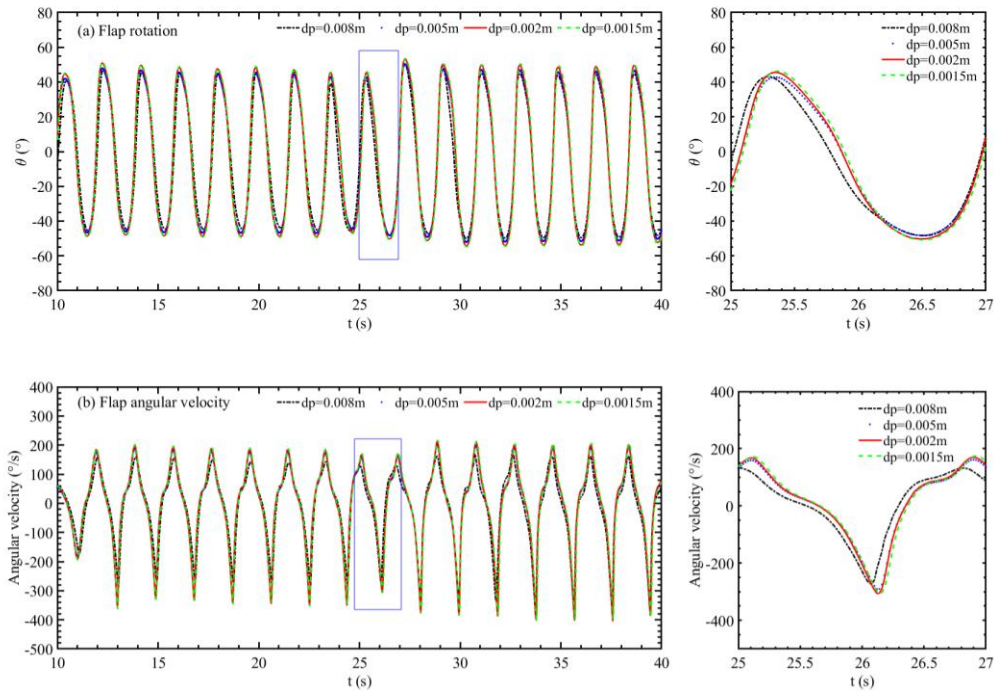 (a) Flap rotation
dp=0.008m dp=0.005m dp=0.002m dp=0.0015m
80
60
40
20
0
-20
-40
-60
-80
θ (°)
10 15 20 25 30 35 40
t (s)
80
60
40
20
0
-20
-40
-60
-80
θ (°)
dp=0.008m
dp=0.005m
dp=0.002m
dp=0.0015m
25 25.5 26 26.5 27
t (s)
(b) Flap angular velocity
dp=0.008m dp=0.005m dp=0.002m dp=0.0015m
400
300
200
100
0
-100
-200
-300
-400
-500
Angular velocity (°/s)
10 15 20 25 30 35 40
t (s)
400
200
0
-200
-400
Angular velocity (°/s)
dp=0.008m
dp=0.005m
dp=0.002m
dp=0.0015m
25 25.5 26 26.5 27
t (s)